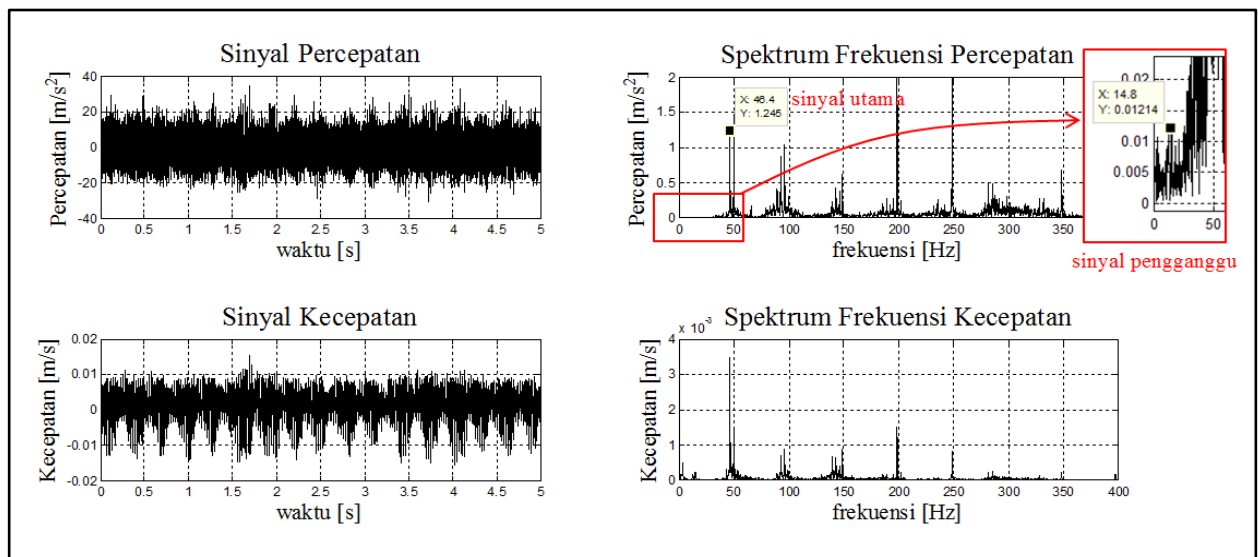 Sinyal Percepatan
Percepatan [m/s²]
40
20
0
-20
-40
0 0.5 1 1.5 2 2.5 3 3.5 4 4.5 5
waktu [s]
Spektrum Frekuensi Percepatan
Percepatan [m/s²]
2
1.5
1
0.5
0
X: 46.4
Y: 1.245
sinyal utama
0 50 100 150 200 250 300 350
frekuensi [Hz]
X: 14.8
Y: 0.01214
0.02
0.01
0.01
0.005
0
0 50
sinyal pengganggu
Sinyal Kecepatan
Kecepatan [m/s]
0.02
0.01
0
-0.01
-0.02
0 0.5 1 1.5 2 2.5 3 3.5 4 4.5 5
waktu [s]
Spektrum Frekuensi Kecepatan
Kecepatan [m/s]
x 10⁻³
4
3
2
1
0
0 50 100 150 200 250 300 350 400
frekuensi [Hz]